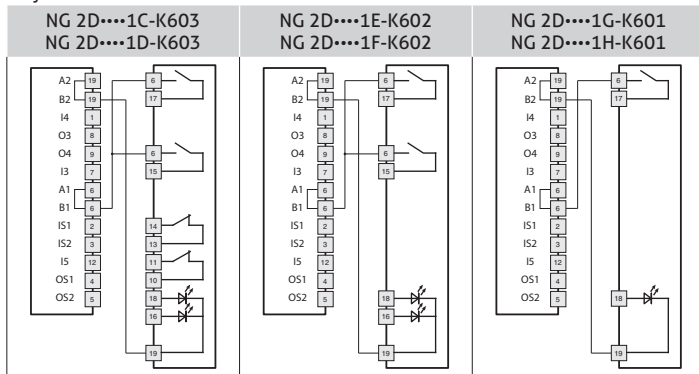 NG 2D••••1C-K603
NG 2D••••1D-K603
A2 19
B2 19
I4 1
O3 8
O4 9
I3 7
A1 6
B1 6
IS1 2
IS2 3
I5 12
OS1 4
OS2 5
6
17
6
15
14
13
11
10
18
16
19
NG 2D••••1E-K602
NG 2D••••1F-K602
A2 19
B2 19
I4 1
O3 8
O4 9
I3 7
A1 6
B1 6
IS1 2
IS2 3
I5 12
OS1 4
OS2 5
6
17
6
15
18
16
19
NG 2D••••1G-K601
NG 2D••••1H-K601
A2 19
B2 19
I4 1
O3 8
O4 9
I3 7
A1 6
B1 6
IS1 2
IS2 3
I5 12
OS1 4
OS2 5
6
17
18
19